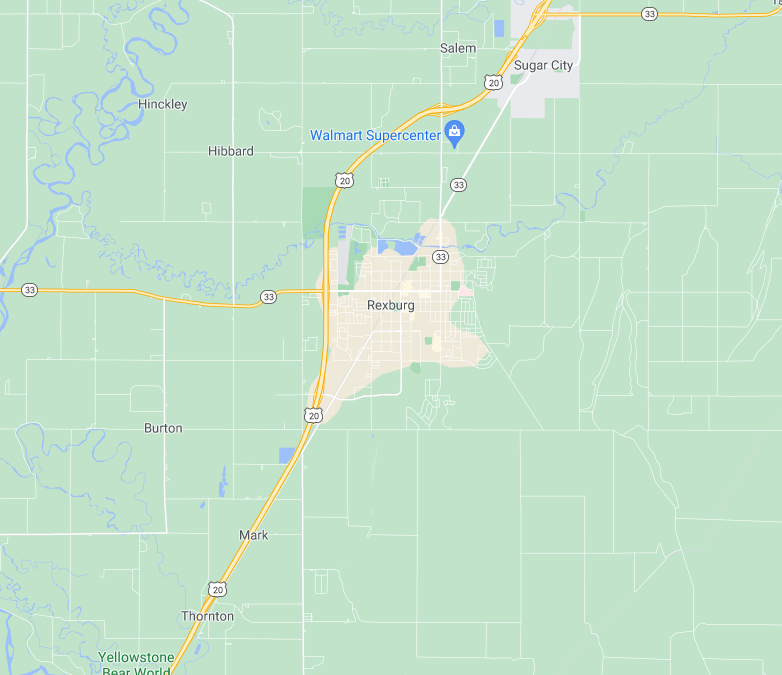 33
Salem
Sugar City
20
Hinckley
Walmart Supercenter
Hibbard
20
33
33
33
33
Rexburg
20
Burton
Mark
20
Thornton
Yellowstone
Bear World